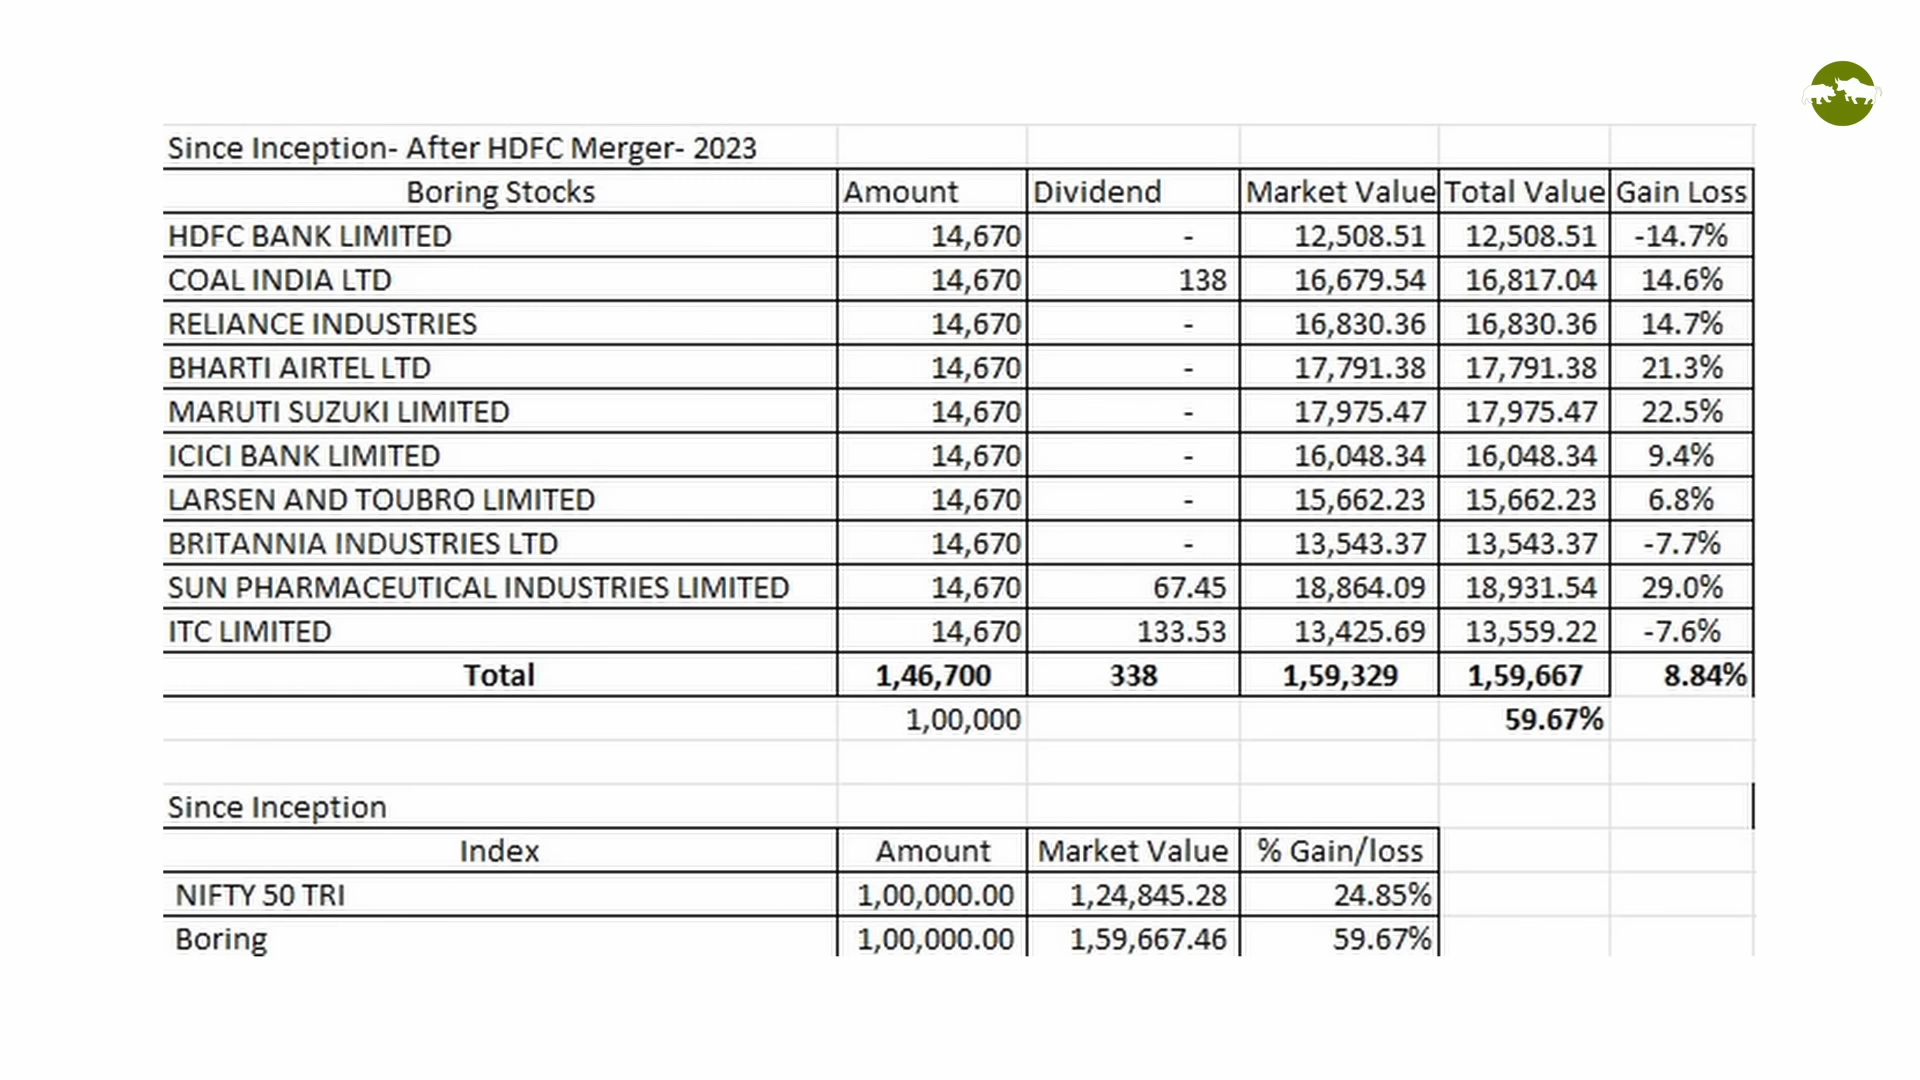 Since Inception- After HDFC Merger- 2023
Boring Stocks Amount Dividend Market Value Total Value Gain Loss
HDFC BANK LIMITED 14,670 - 12,508.51 12,508.51 -14.7%
COAL INDIA LTD 14,670 138 16,679.54 16,817.04 14.6%
RELIANCE INDUSTRIES 14,670 - 16,830.36 16,830.36 14.7%
BHARTI AIRTEL LTD 14,670 - 17,791.38 17,791.38 21.3%
MARUTI SUZUKI LIMITED 14,670 - 17,975.47 17,975.47 22.5%
ICICI BANK LIMITED 14,670 - 16,048.34 16,048.34 9.4%
LARSEN AND TOUBRO LIMITED 14,670 - 15,662.23 15,662.23 6.8%
BRITANNIA INDUSTRIES LTD 14,670 - 13,543.37 13,543.37 -7.7%
SUN PHARMACEUTICAL INDUSTRIES LIMITED 14,670 67.45 18,864.09 18,931.54 29.0%
ITC LIMITED 14,670 133.53 13,425.69 13,559.22 -7.6%
Total 1,46,700 338 1,59,329 1,59,667 8.84%
1,00,000 59.67%
Since Inception
Index Amount Market Value % Gain/loss
NIFTY 50 TRI 1,00,000.00 1,24,845.28 24.85%
Boring 1,00,000.00 1,59,667.46 59.67%